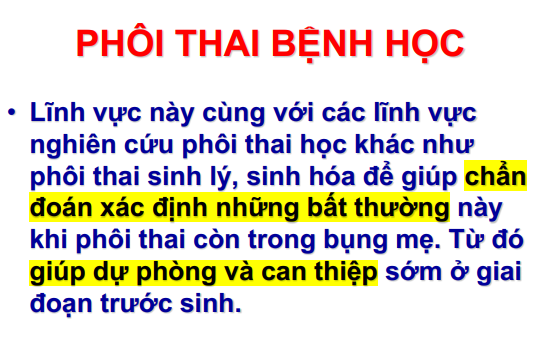 PHÔI THAI BỆNH HỌC
• Lĩnh vực này cùng với các lĩnh vực
nghiên cứu phôi thai học khác như
phôi thai sinh lý, sinh hóa để giúp chẩn
đoán xác định những bất thường này
khi phôi thai còn trong bụng mẹ. Từ đó
giúp dự phòng và can thiệp sớm ở giai
đoạn trước sinh.